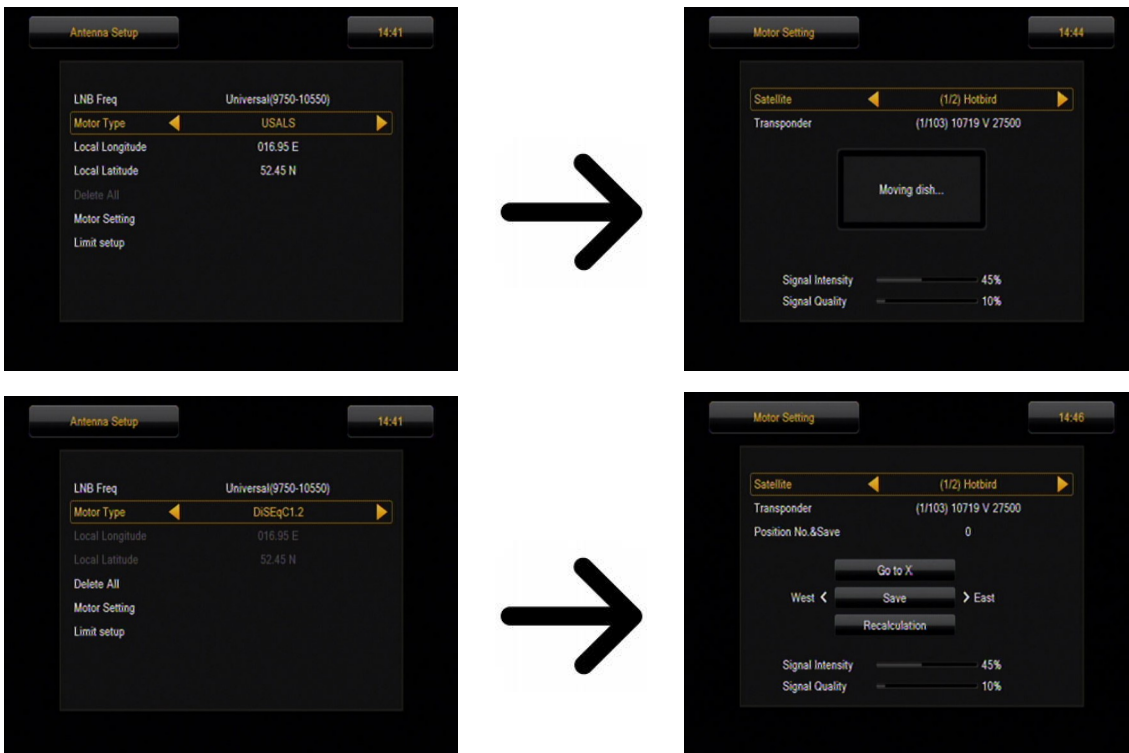 Antenna Setup 14:41
LNB Freq Universal(9750-10550)
Motor Type USALS
Local Longitude 016.95 E
Local Latitude 52.45 N
Delete All
Motor Setting
Limit setup
Motor Setting 14:44
Satellite (1/2) Hotbird
Transponder (1/103) 10719 V 27500
Moving dish...
Signal Intensity 45%
Signal Quality 10%
Antenna Setup 14:41
LNB Freq Universal(9750-10550)
Motor Type DiSEqC1.2
Local Longitude 016.95 E
Local Latitude 52.45 N
Delete All
Motor Setting
Limit setup
Motor Setting 14:46
Satellite (1/2) Hotbird
Transponder (1/103) 10719 V 27500
Position No.&Save 0
Go to X
West < Save > East
Recalculation
Signal Intensity 45%
Signal Quality 10%